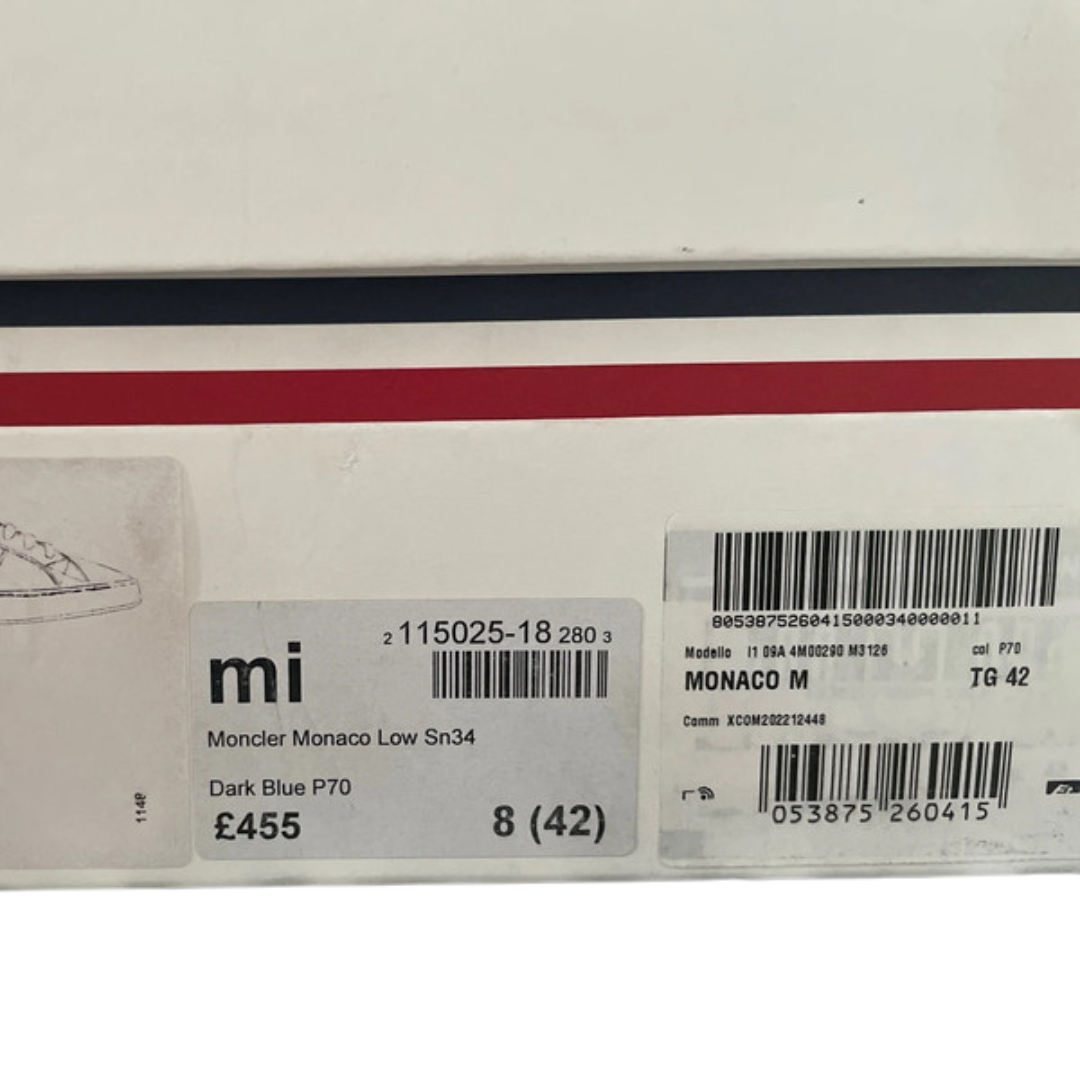 1148
mi
2 115025-18 280 3
Moncler Monaco Low Sn34
Dark Blue P70
£455 8 (42)
8053875260415000340000011
Modello I1 09A 4M00290 M3126 col P70
MONACO M TG 42
Comm XCOM202212448
053875 260415